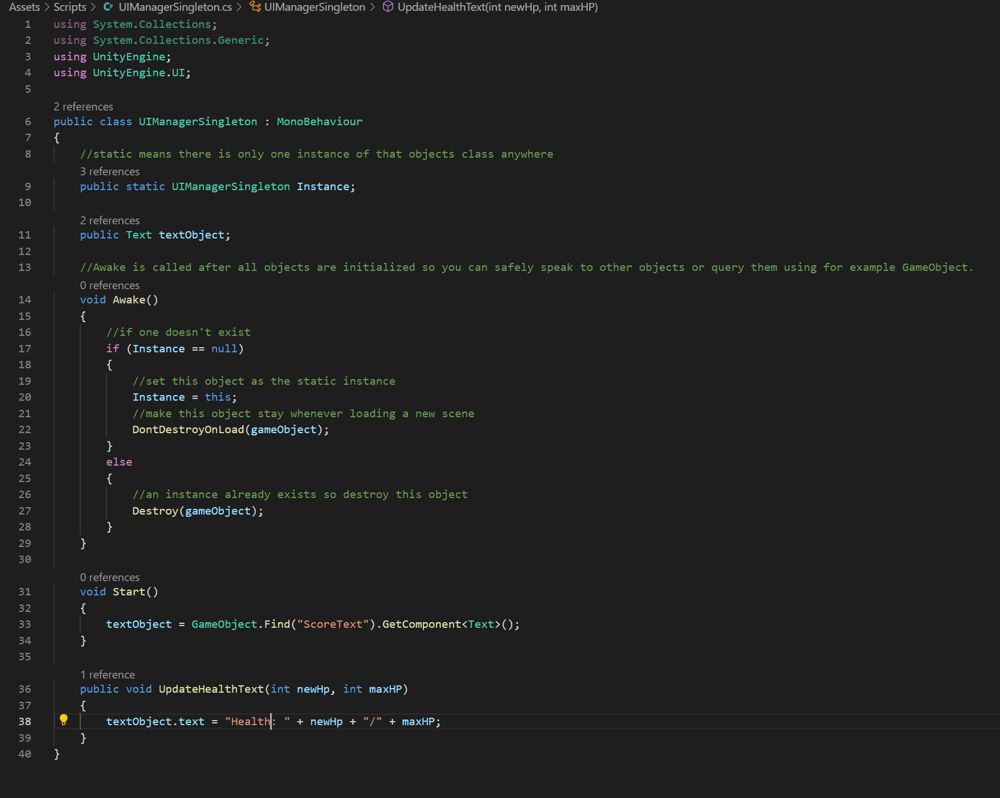 Assets > Scripts > UIManagerSingleton.cs > UIManagerSingleton > UpdateHealthText(int newHp, int maxHP)
1 using System.Collections;
2 using System.Collections.Generic;
3 using UnityEngine;
4 using UnityEngine.UI;
5
2 references
6 public class UIManagerSingleton : MonoBehaviour
7 {
8 //static means there is only one instance of that objects class anywhere
3 references
9 public static UIManagerSingleton Instance;
10
2 references
11 public Text textObject;
12
13 //Awake is called after all objects are initialized so you can safely speak to other objects or query them using for example GameObject.
0 references
14 void Awake()
15 {
16 //if one doesn't exist
17 if (Instance == null)
18 {
19 //set this object as the static instance
20 Instance = this;
21 //make this object stay whenever loading a new scene
22 DontDestroyOnLoad(gameObject);
23 }
24 else
25 {
26 //an instance already exists so destroy this object
27 Destroy(gameObject);
28 }
29 }
30
0 references
31 void Start()
32 {
33 textObject = GameObject.Find("ScoreText").GetComponent<Text>();
34 }
35
1 reference
36 public void UpdateHealthText(int newHp, int maxHP)
37 {
38 textObject.text = "Health: " + newHp + "/" + maxHP;
39 }
40 }